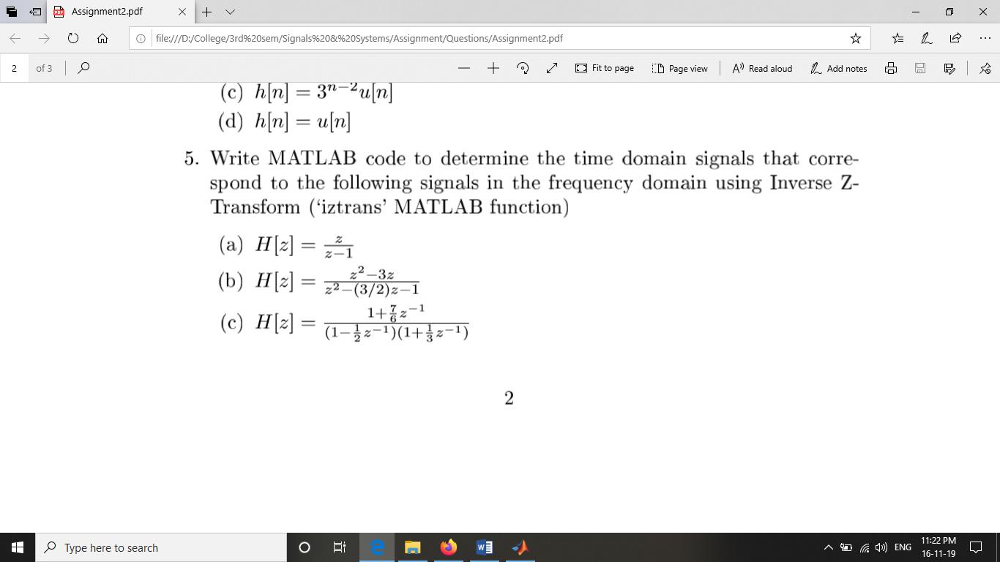 Assignment2.pdf
file:///D:/College/3rd%20sem/Signals%20&%20Systems/Assignment/Questions/Assignment2.pdf
2 of 3 Fit to page Page view Read aloud Add notes
(c) h[n] = 3^{n−2}u[n]
(d) h[n] = u[n]
5. Write MATLAB code to determine the time domain signals that corre-
spond to the following signals in the frequency domain using Inverse Z-
Transform ('iztrans' MATLAB function)
(a) H[z] = \frac{z}{z−1}
(b) H[z] = \frac{z^2−3z}{z^2−(3/2)z−1}
(c) H[z] = \frac{1+\frac{7}{6}z^{−1}}{(1−\frac{1}{2}z^{−1})(1+\frac{1}{3}z^{−1})}
2
Type here to search
ENG
11:22 PM
16-11-19